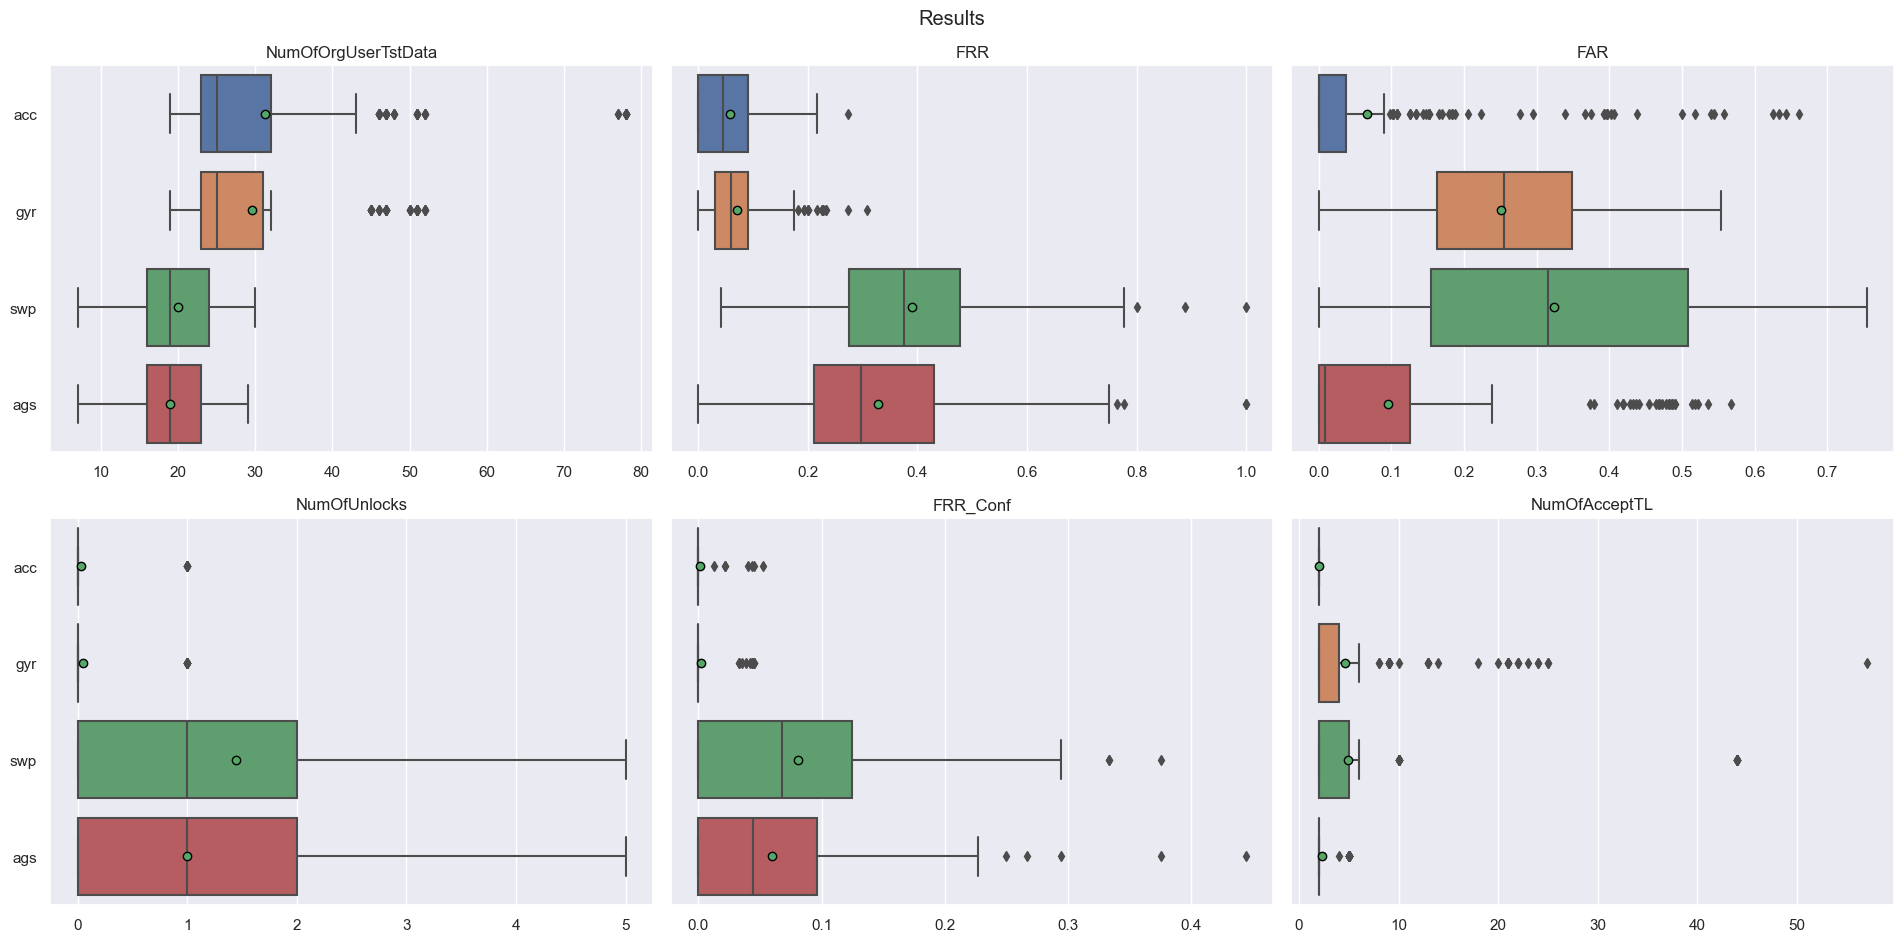 Results
NumOfOrgUserTstData
FRR
FAR
acc
gyr
swp
ags
10 20 30 40 50 60 70 80
0.0 0.2 0.4 0.6 0.8 1.0
0.0 0.1 0.2 0.3 0.4 0.5 0.6 0.7
NumOfUnlocks
FRR_Conf
NumOfAcceptTL
acc
gyr
swp
ags
0 1 2 3 4 5
0.0 0.1 0.2 0.3 0.4
0 10 20 30 40 50